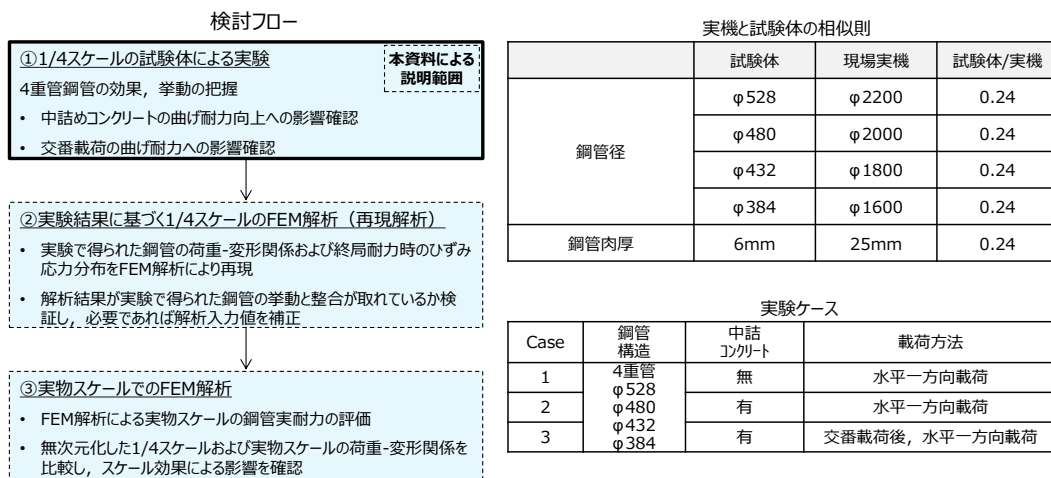 検討フロー
①1/4スケールの試験体による実験
本資料による
説明範囲
4重管鋼管の効果，挙動の把握
• 中詰めコンクリートの曲げ耐力向上への影響確認
• 交番載荷の曲げ耐力への影響確認
②実験結果に基づく1/4スケールのFEM解析（再現解析）
• 実験で得られた鋼管の荷重-変形関係および終局耐力時のひずみ
応力分布をFEM解析により再現
• 解析結果が実験で得られた鋼管の挙動と整合が取れているか検
証し，必要であれば解析入力値を補正
③実物スケールでのFEM解析
• FEM解析による実物スケールの鋼管実耐力の評価
• 無次元化した1/4スケールおよび実物スケールの荷重-変形関係を
比較し，スケール効果による影響を確認
実機と試験体の相似則
試験体 現場実機 試験体/実機
鋼管径
φ528 φ2200 0.24
φ480 φ2000 0.24
φ432 φ1800 0.24
φ384 φ1600 0.24
鋼管肉厚 6mm 25mm 0.24
実験ケース
Case 鋼管構造 中詰コンクリート 載荷方法
4重管
φ528
φ480
φ432
φ384
1 無 水平一方向載荷
2 有 水平一方向載荷
3 有 交番載荷後，水平一方向載荷